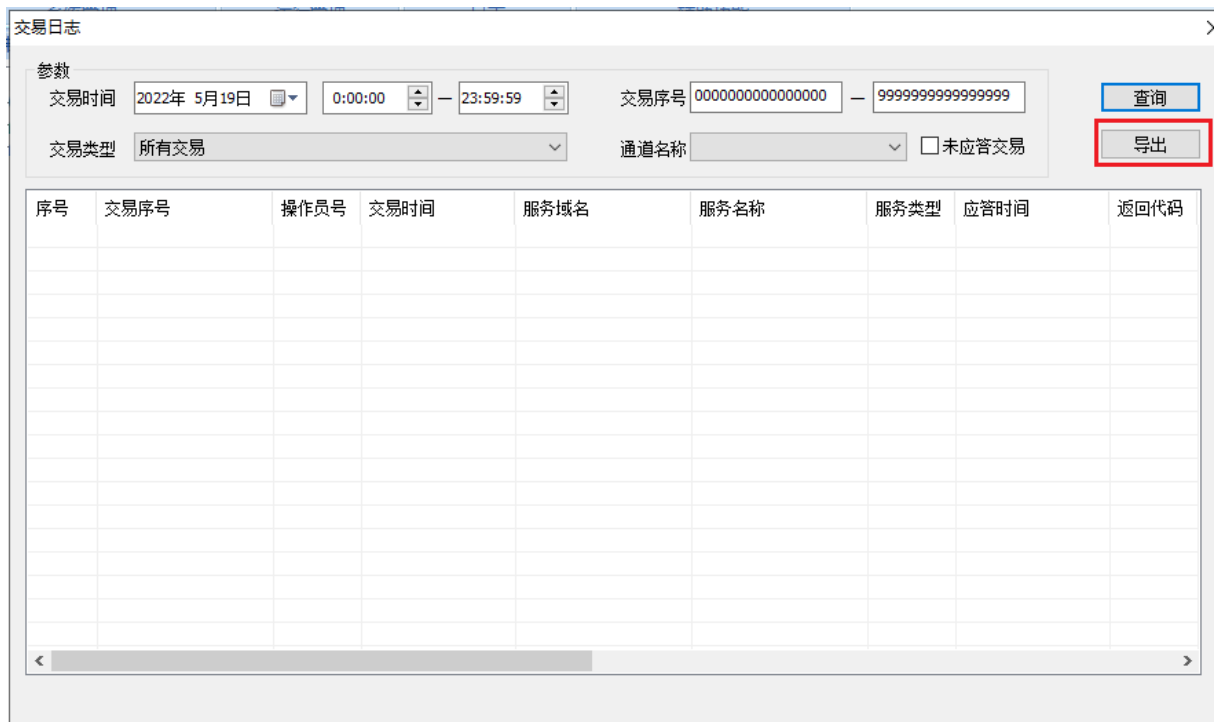 交易日志
参数
交易时间 2022年 5月19日 0:00:00 — 23:59:59 交易序号 0000000000000000 — 9999999999999999 查询
交易类型 所有交易 通道名称 未应答交易 导出
序号 交易序号 操作员号 交易时间 服务域名 服务名称 服务类型 应答时间 返回代码